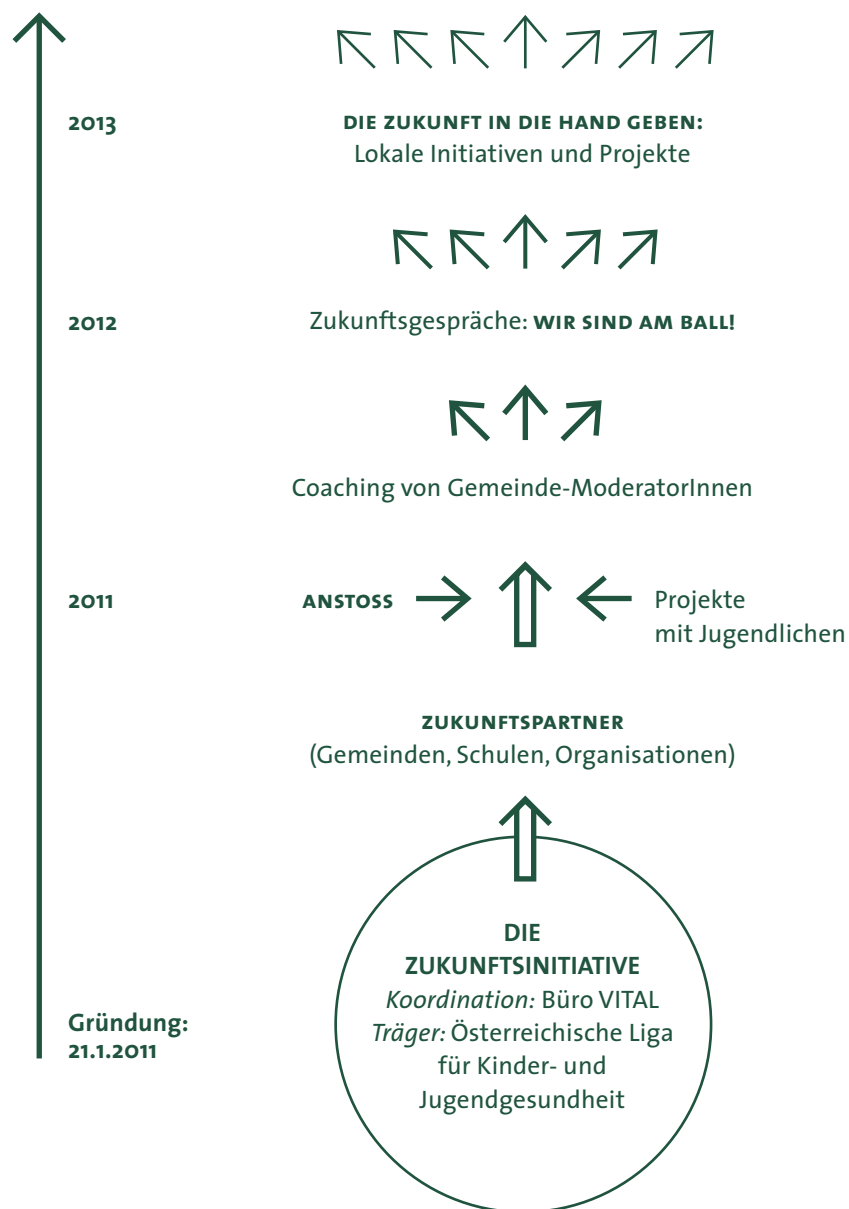 2013
DIE ZUKUNFT IN DIE HAND GEBEN:
Lokale Initiativen und Projekte
2012
Zukunftsgespräche: WIR SIND AM BALL!
Coaching von Gemeinde-ModeratorInnen
2011
ANSTOSS
Projekte
mit Jugendlichen
ZUKUNFTSPARTNER
(Gemeinden, Schulen, Organisationen)
DIE
ZUKUNFTSINITIATIVE
Koordination: Büro VITAL
Träger: Österreichische Liga
für Kinder- und
Jugendgesundheit
Gründung:
21.1.2011